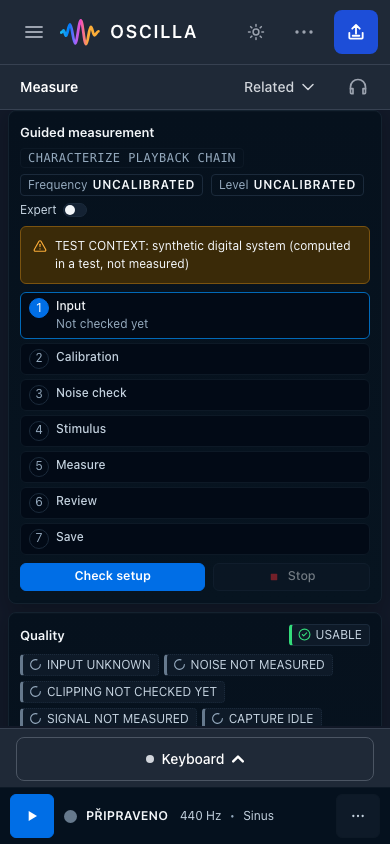 OSCILLA
Measure
Related
Guided measurement
CHARACTERIZE PLAYBACK CHAIN
Frequency UNCALIBRATED Level UNCALIBRATED
Expert
TEST CONTEXT: synthetic digital system (computed
in a test, not measured)
1 Input
Not checked yet
2 Calibration
3 Noise check
4 Stimulus
5 Measure
6 Review
7 Save
Check setup Stop
Quality USABLE
INPUT UNKNOWN NOISE NOT MEASURED
CLIPPING NOT CHECKED YET
SIGNAL NOT MEASURED CAPTURE IDLE
Keyboard
PŘIPRAVENO 440 Hz • Sinus